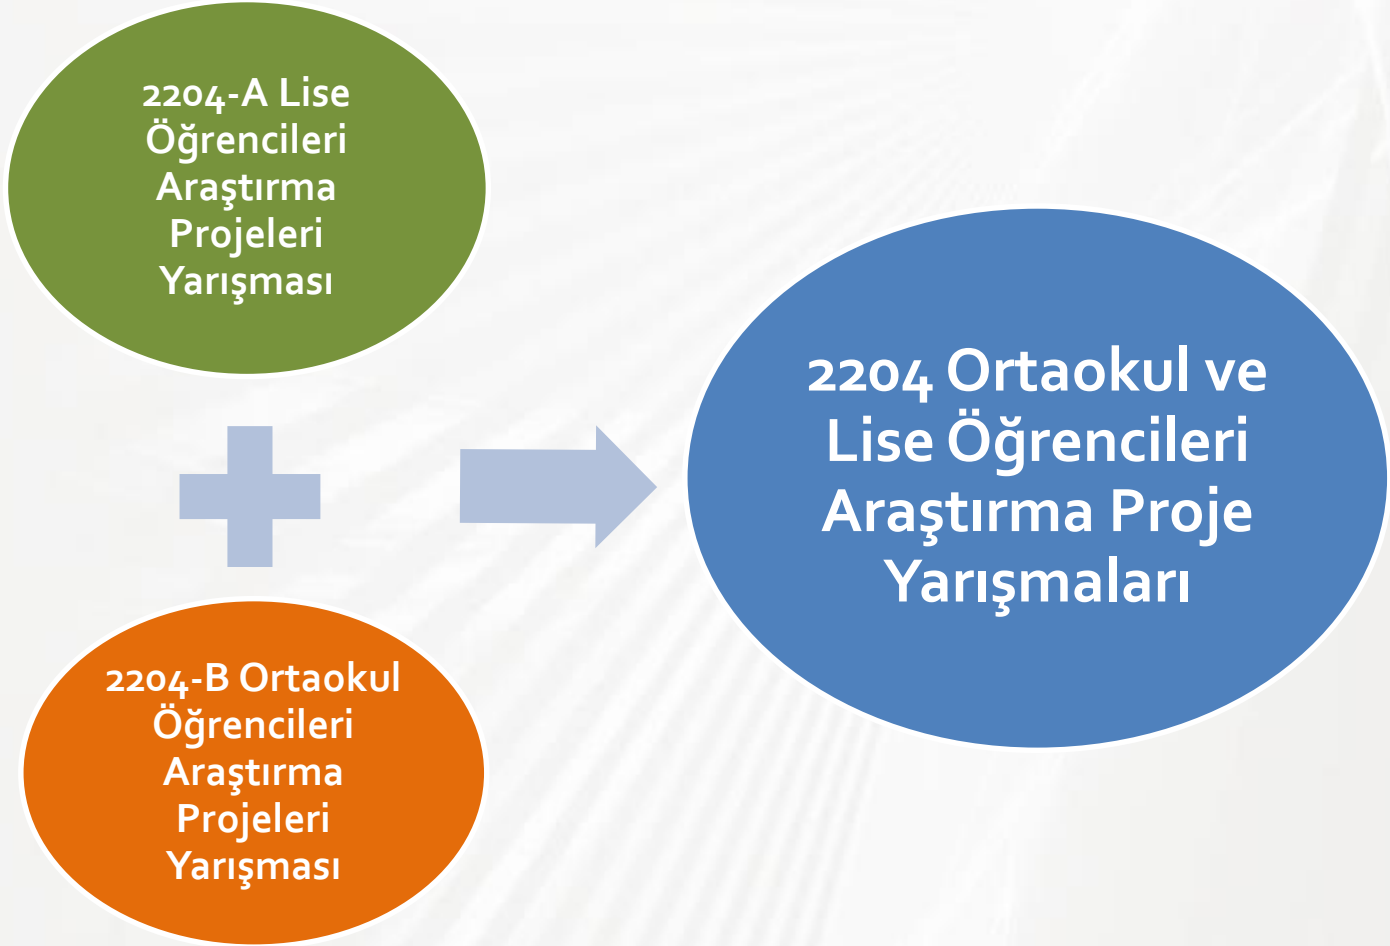 2204-A Lise
Öğrencileri
Araştırma
Projeleri
Yarışması
2204-B Ortaokul
Öğrencileri
Araştırma
Projeleri
Yarışması
2204 Ortaokul ve
Lise Öğrencileri
Araştırma Proje
Yarışmaları